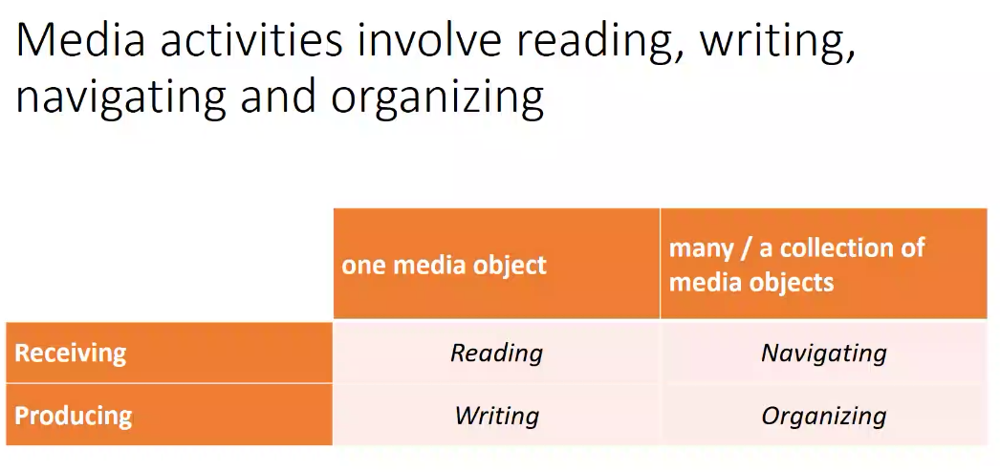 Media activities involve reading, writing,
navigating and organizing
one media object
many / a collection of
media objects
Receiving
Reading
Navigating
Producing
Writing
Organizing